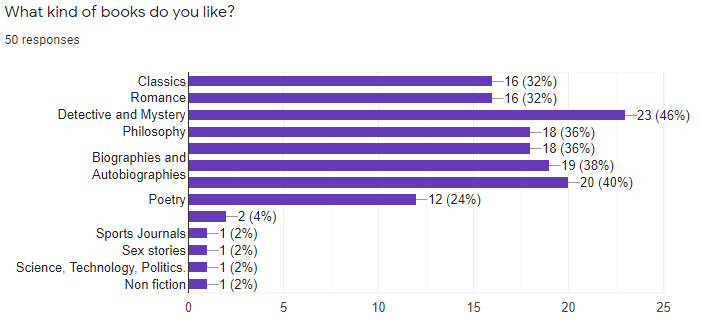 What kind of books do you like?
50 responses
Classics 16 (32%)
Romance 16 (32%)
Detective and Mystery 23 (46%)
Philosophy 18 (36%)
18 (36%)
Biographies and
19 (38%)
Autobiographies
20 (40%)
Poetry 12 (24%)
2 (4%)
Sports Journals 1 (2%)
Sex stories 1 (2%)
Science, Technology, Politics. 1 (2%)
Non fiction 1 (2%)
0 5 10 15 20 25